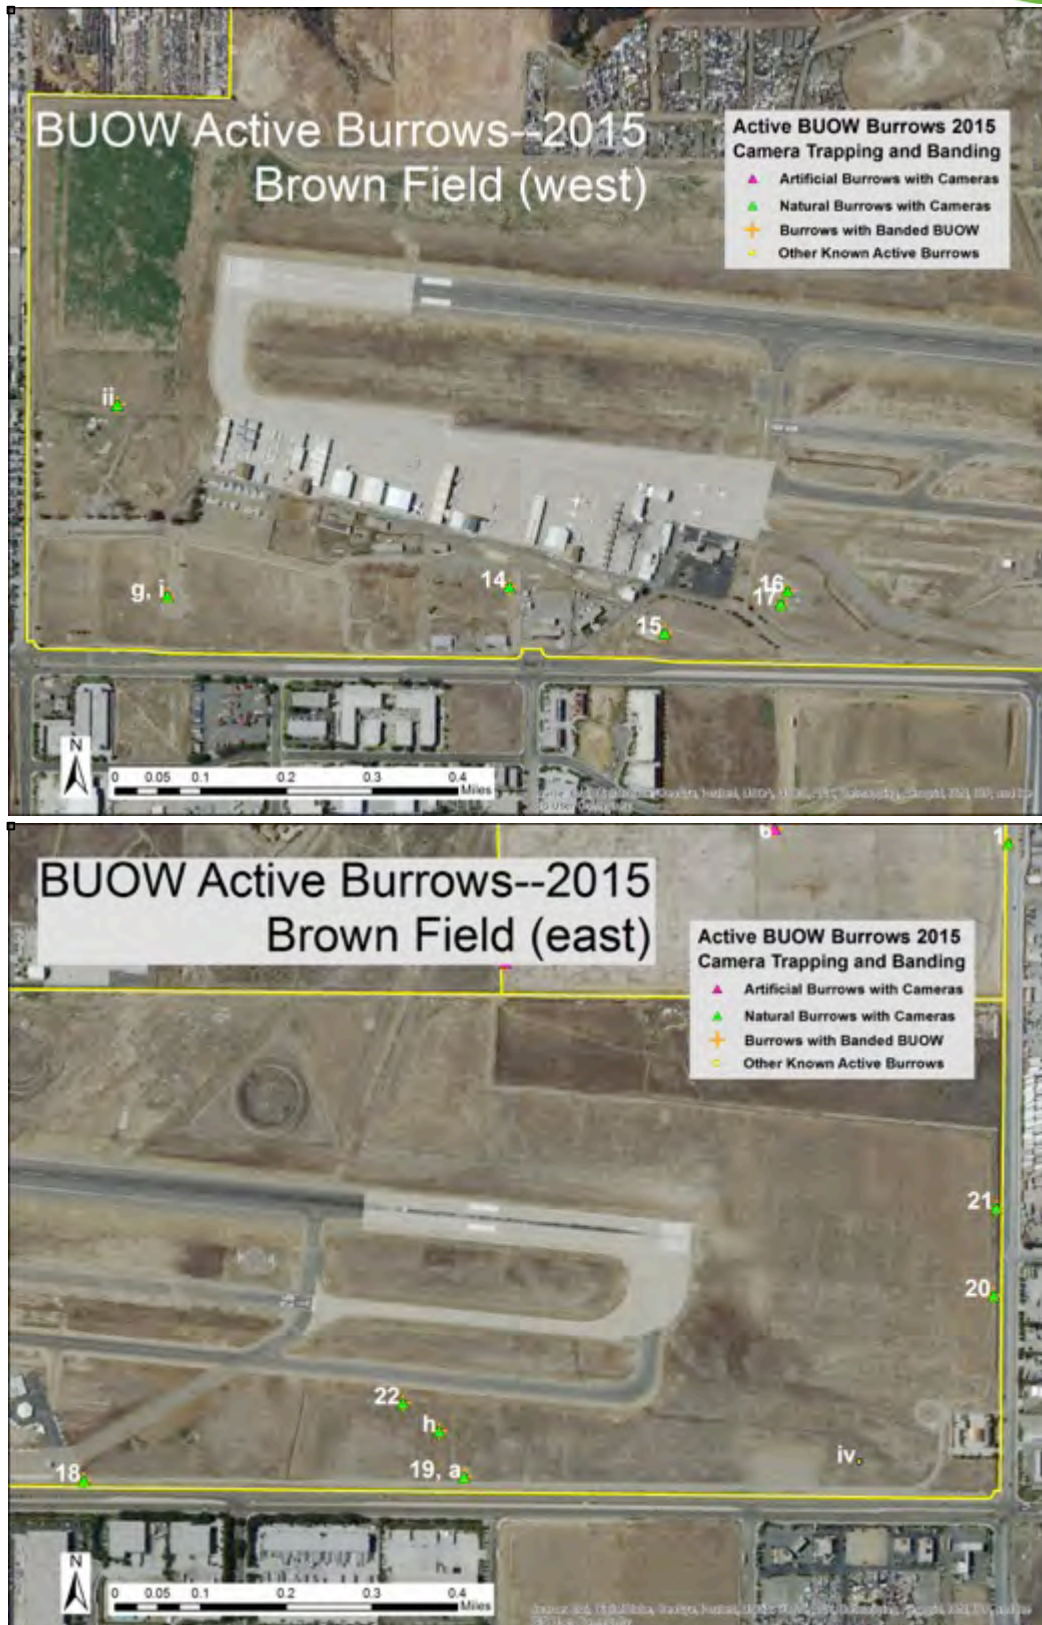 BUOW Active Burrows--2015
Brown Field (west)
Active BUOW Burrows 2015
Camera Trapping and Banding
Artificial Burrows with Cameras
Natural Burrows with Cameras
Burrows with Banded BUOW
Other Known Active Burrows
ii
g, i
14
15
16
17
N
0 0.05 0.1 0.2 0.3 0.4
Miles
6
1
BUOW Active Burrows--2015
Brown Field (east)
Active BUOW Burrows 2015
Camera Trapping and Banding
Artificial Burrows with Cameras
Natural Burrows with Cameras
Burrows with Banded BUOW
Other Known Active Burrows
21
20
22
h
19, a
iv
18
N
0 0.05 0.1 0.2 0.3 0.4
Miles